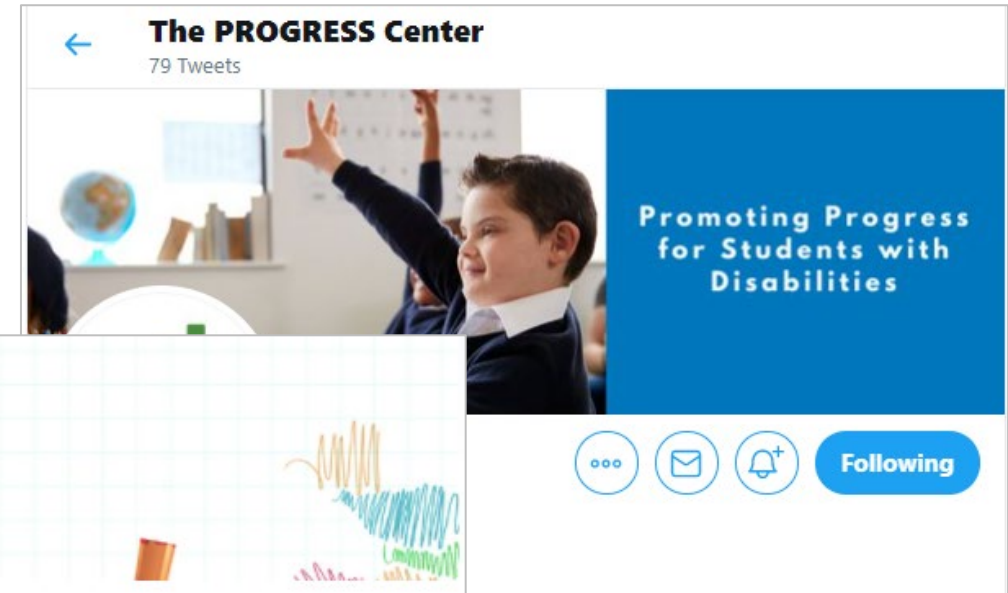 The PROGRESS Center
79 Tweets
Promoting Progress
for Students with
Disabilities
Following